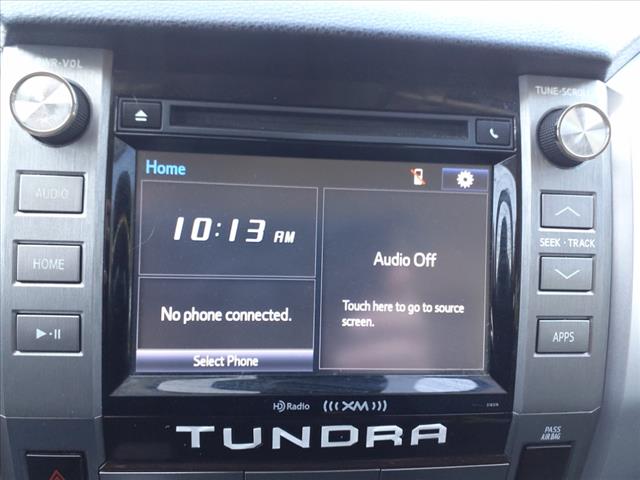 PWR•VOL
TUNE•SCROLL
Home
AUDIO
10:13 AM
Audio Off
SEEK • TRACK
HOME
No phone connected.
Touch here to go to source
screen.
APPS
Select Phone
HD Radio
(((XM)))
TUNDRA
PASS
AIR BAG